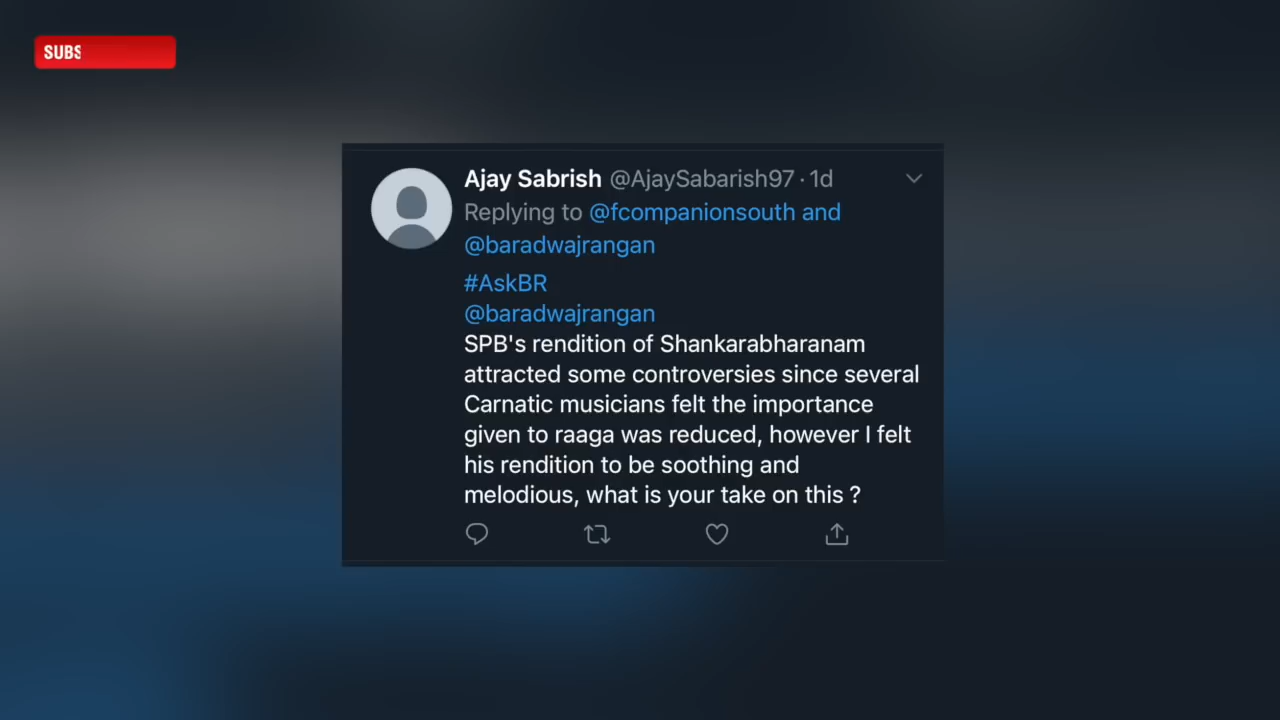 SUBS
Ajay Sabrish @AjaySabarish97 · 1d
Replying to @fcompanionsouth and
@baradwajrangan
#AskBR
@baradwajrangan
SPB's rendition of Shankarabharanam
attracted some controversies since several
Carnatic musicians felt the importance
given to raaga was reduced, however I felt
his rendition to be soothing and
melodious, what is your take on this ?